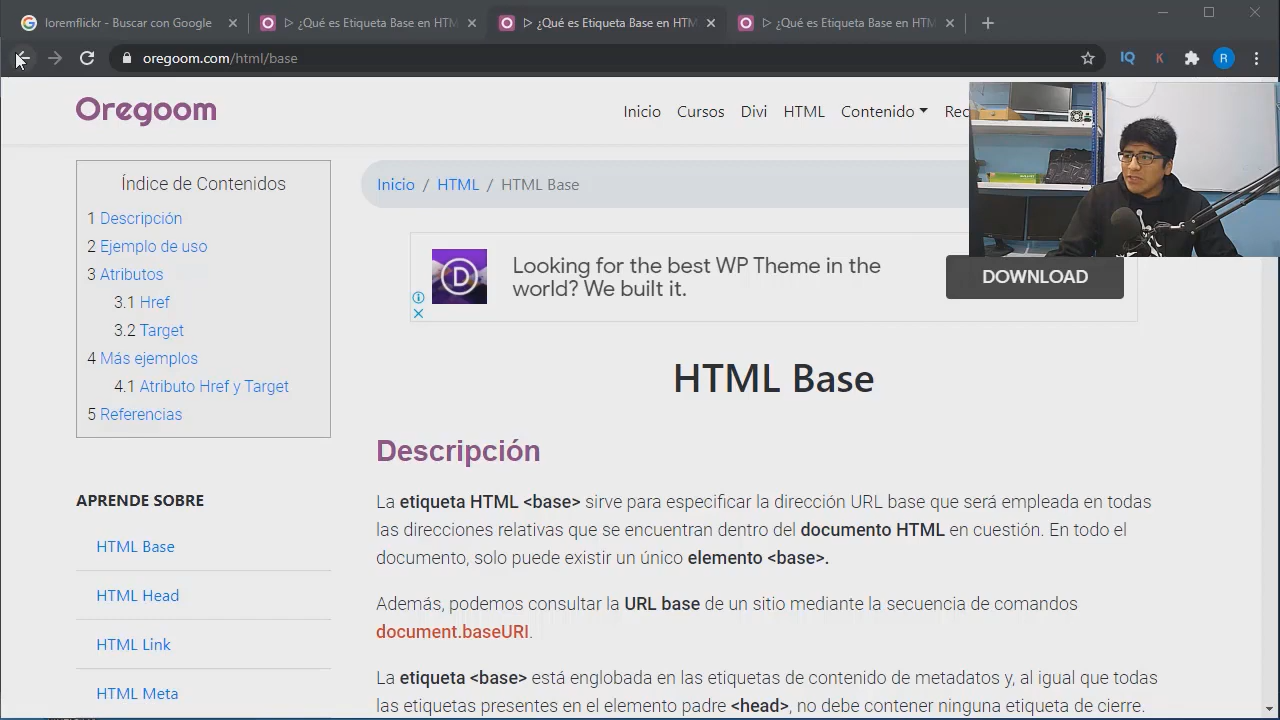 loremflickr - Buscar con Google
▷ ¿Qué es Etiqueta Base en HTM
▷ ¿Qué es Etiqueta Base en HTM
▷ ¿Qué es Etiqueta Base en HTM
oregoom.com/html/base
IQ
K
R
Oregoom
Inicio
Cursos
Divi
HTML
Contenido
Rec
Índice de Contenidos
1 Descripción
2 Ejemplo de uso
3 Atributos
3.1 Href
3.2 Target
4 Más ejemplos
4.1 Atributo Href y Target
5 Referencias
APRENDE SOBRE
HTML Base
HTML Head
HTML Link
HTML Meta
Inicio / HTML / HTML Base
D
Looking for the best WP Theme in the
world? We built it.
DOWNLOAD
HTML Base
Descripción
La etiqueta HTML <base> sirve para especificar la dirección URL base que será empleada en todas
las direcciones relativas que se encuentran dentro del documento HTML en cuestión. En todo el
documento, solo puede existir un único elemento <base>.
Además, podemos consultar la URL base de un sitio mediante la secuencia de comandos
document.baseURI.
La etiqueta <base> está englobada en las etiquetas de contenido de metadatos y, al igual que todas
las etiquetas presentes en el elemento padre <head>, no debe contener ninguna etiqueta de cierre.